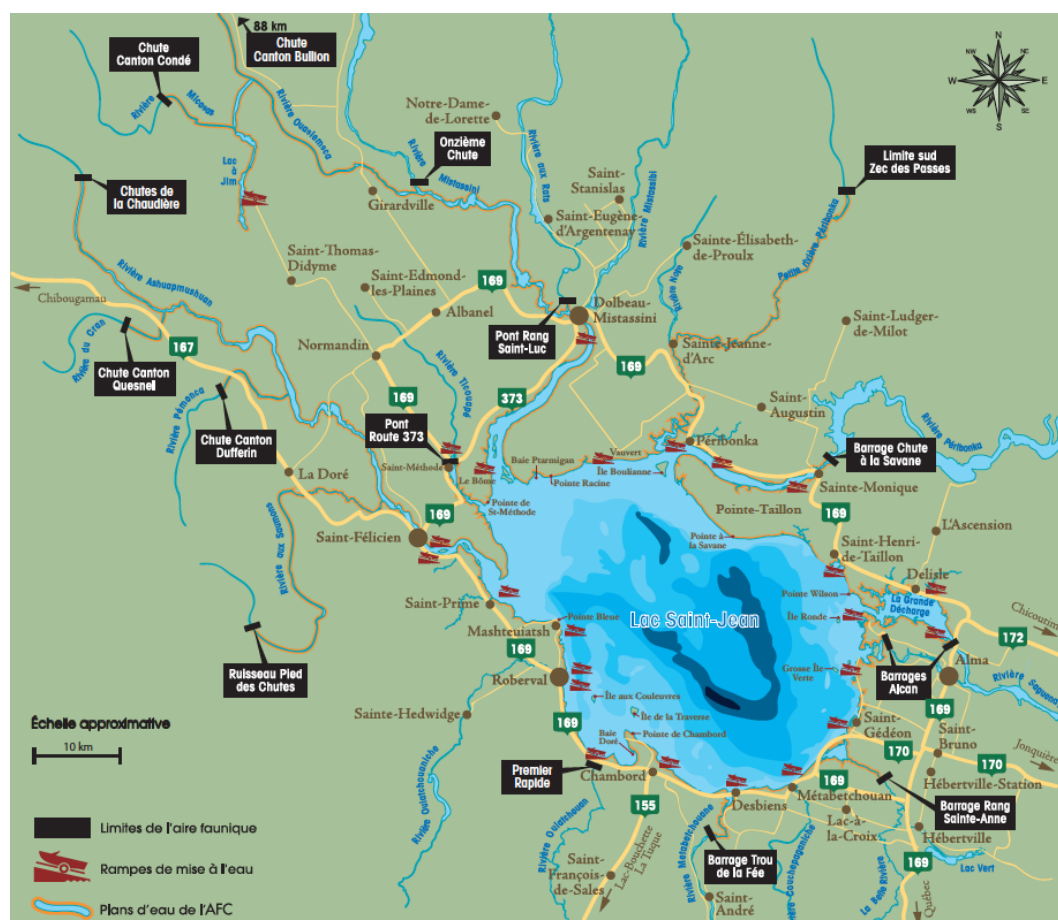 88 km
Chute
Canton Bullion
Chute
Canton Condé
N
NW
NE
W
E
WS
SE
S
Rivière
Micosas
Rivière Ouasiemsca
Notre-Dame-
de-Lorette
Onzième
Chute
Rivière
Mistassini
Rivière aux Rats
Saint-
Stanislas
Rivière Mistassibi
Limite sud
Zec des Passes
Chutes de
la Chaudière
Lac
à
Jim
Girardville
Saint-Eugène-
d'Argentenay
Sainte-Élisabeth-
de-Proulx
Petite rivière Péribonka
Saint-Thomas-
Didyme
Saint-Edmond-
les-Plaines
169
Rivière Ashuapmushuan
Chibougamau
Albanel
Dolbeau-
Mistassini
Pont Rang
Saint-Luc
Saint-Ludger-
de-Milot
Rivière du Cran
167
Normandin
Sainte-Jeanne-
d'Arc
169
Chute Canton
Quesnel
Rivière Pémonca
Rivière Ticouapé
169
373
Saint-
Augustin
Chute Canton
Dufferin
Pont
Route 373
Péribonka
Rivière Péribonka
Barrage Chute
à la Savane
La Doré
Saint-Méthode
Le Bôme
Baie Ptarmigan
Vauvert
Île Boulianne
Pointe Racine
Sainte-Monique
Pointe de
St-Méthode
Pointe-Taillon
169
L'Ascension
169
Saint-Félicien
Pointe à
la Savane
Saint-Henri-
de-Taillon
Rivière aux Saumons
Delisle
Pointe Wilson
La Grande
Décharge
Chicoutimi
Saint-Prime
Pointe Bleue
Lac Saint-Jean
Île Ronde
172
Mashteuiatsh
169
Ruisseau Pied
des Chutes
Barrages
Alcan
Alma
Roberval
Grosse Île
Verte
Rivière Saguenay
Île aux Couleuvres
169
Échelle approximative
10 km
Sainte-Hedwidge
169
Île de la Traverse
Saint-
Gédéon
Baie
Doré
Pointe de Chambord
170
Saint-
Bruno
Jonquière
170
Premier
Rapide
Chambord
169
Hébertville-Station
Rivière Ouiatchouaniche
155
Desbiens
Métabetchouan
Barrage Rang
Sainte-Anne
Limites de l'aire faunique
Rivière Ouiatchouan
Lac-à-
la-Croix
Hébertville
Barrage Trou
de la Fée
169
Rampes de mise à l'eau
Saint-
François-
de-Sales
Lac-Bouchette
La Tuque
Rivière Métabetchouane
Rivière Couchepaganiche
La Belle Rivière
Lac Vert
Saint-
André
Québec
Plans d'eau de l'AFC